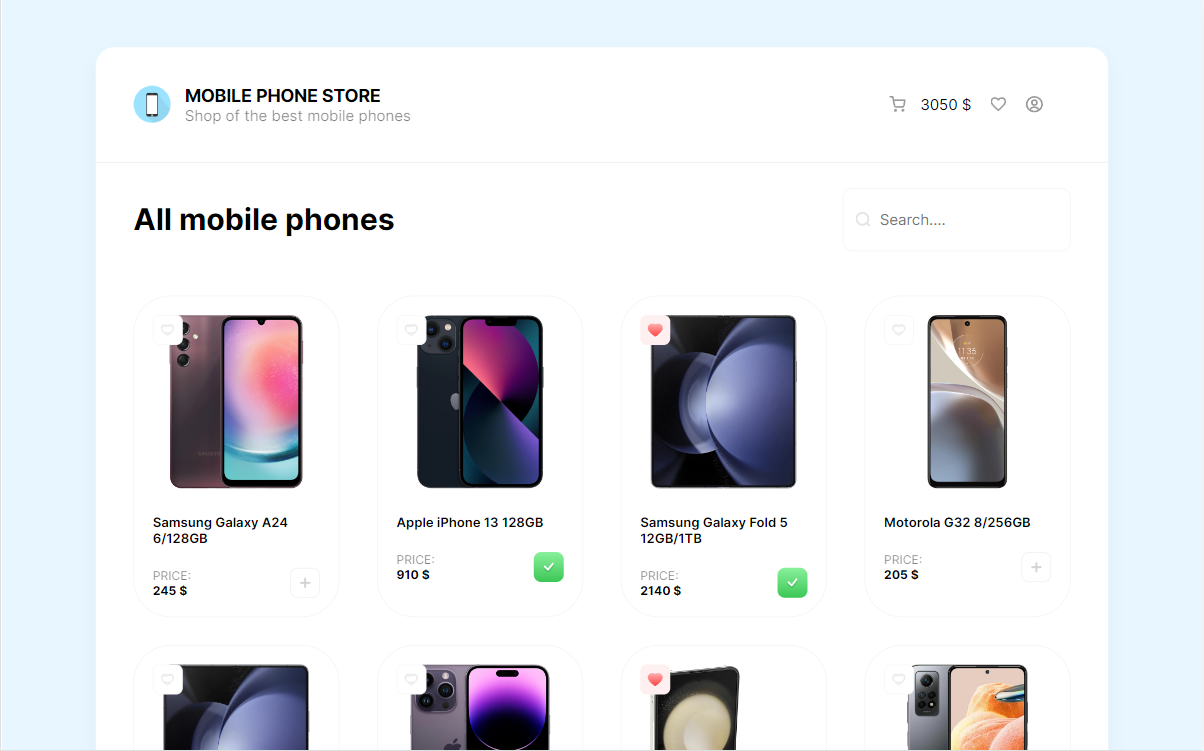 MOBILE PHONE STORE
Shop of the best mobile phones
3050 $
All mobile phones
Search....
Samsung Galaxy A24
6/128GB
PRICE:
245 $
Apple iPhone 13 128GB
PRICE:
910 $
Samsung Galaxy Fold 5
12GB/1TB
PRICE:
2140 $
11:35
Motorola G32 8/256GB
PRICE:
205 $